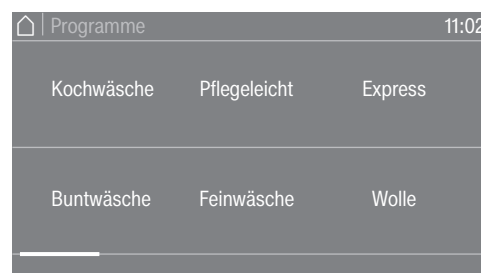 Programme 11:02
Kochwäsche Pflegeleicht Express
Buntwäsche Feinwäsche Wolle